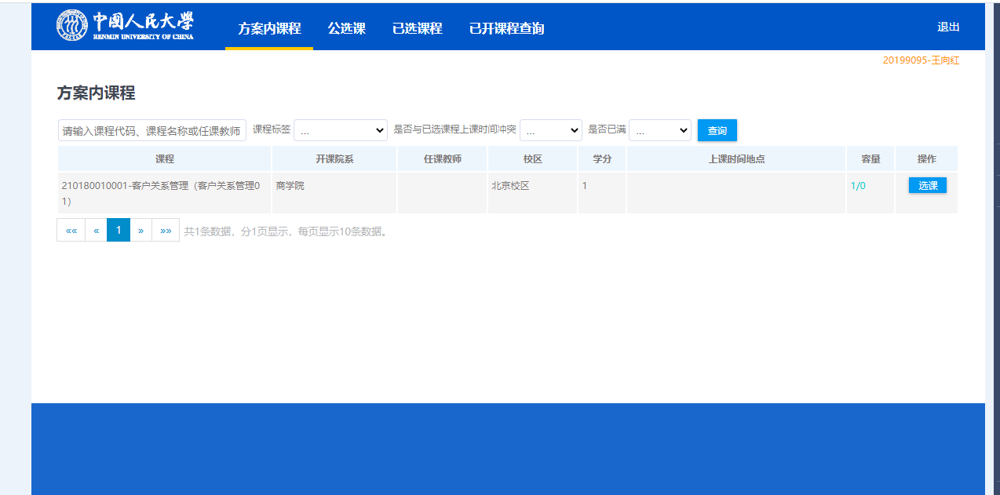 中国人民大学
RENMIN UNIVERSITY OF CHINA
方案内课程 公选课 已选课程 已开课程查询 退出
20199095-王向红
方案内课程
请输入课程代码、课程名称或任课教师 课程标签 ... 是否与已选课程上课时间冲突 ... 是否已满 ... 查询
课程 开课院系 任课教师 校区 学分 上课时间地点 容量 操作
210180010001-客户关系管理（客户关系管理0 商学院 北京校区 1 1/0 选课
1）
«« « 1 » »» 共1条数据，分1页显示，每页显示10条数据。